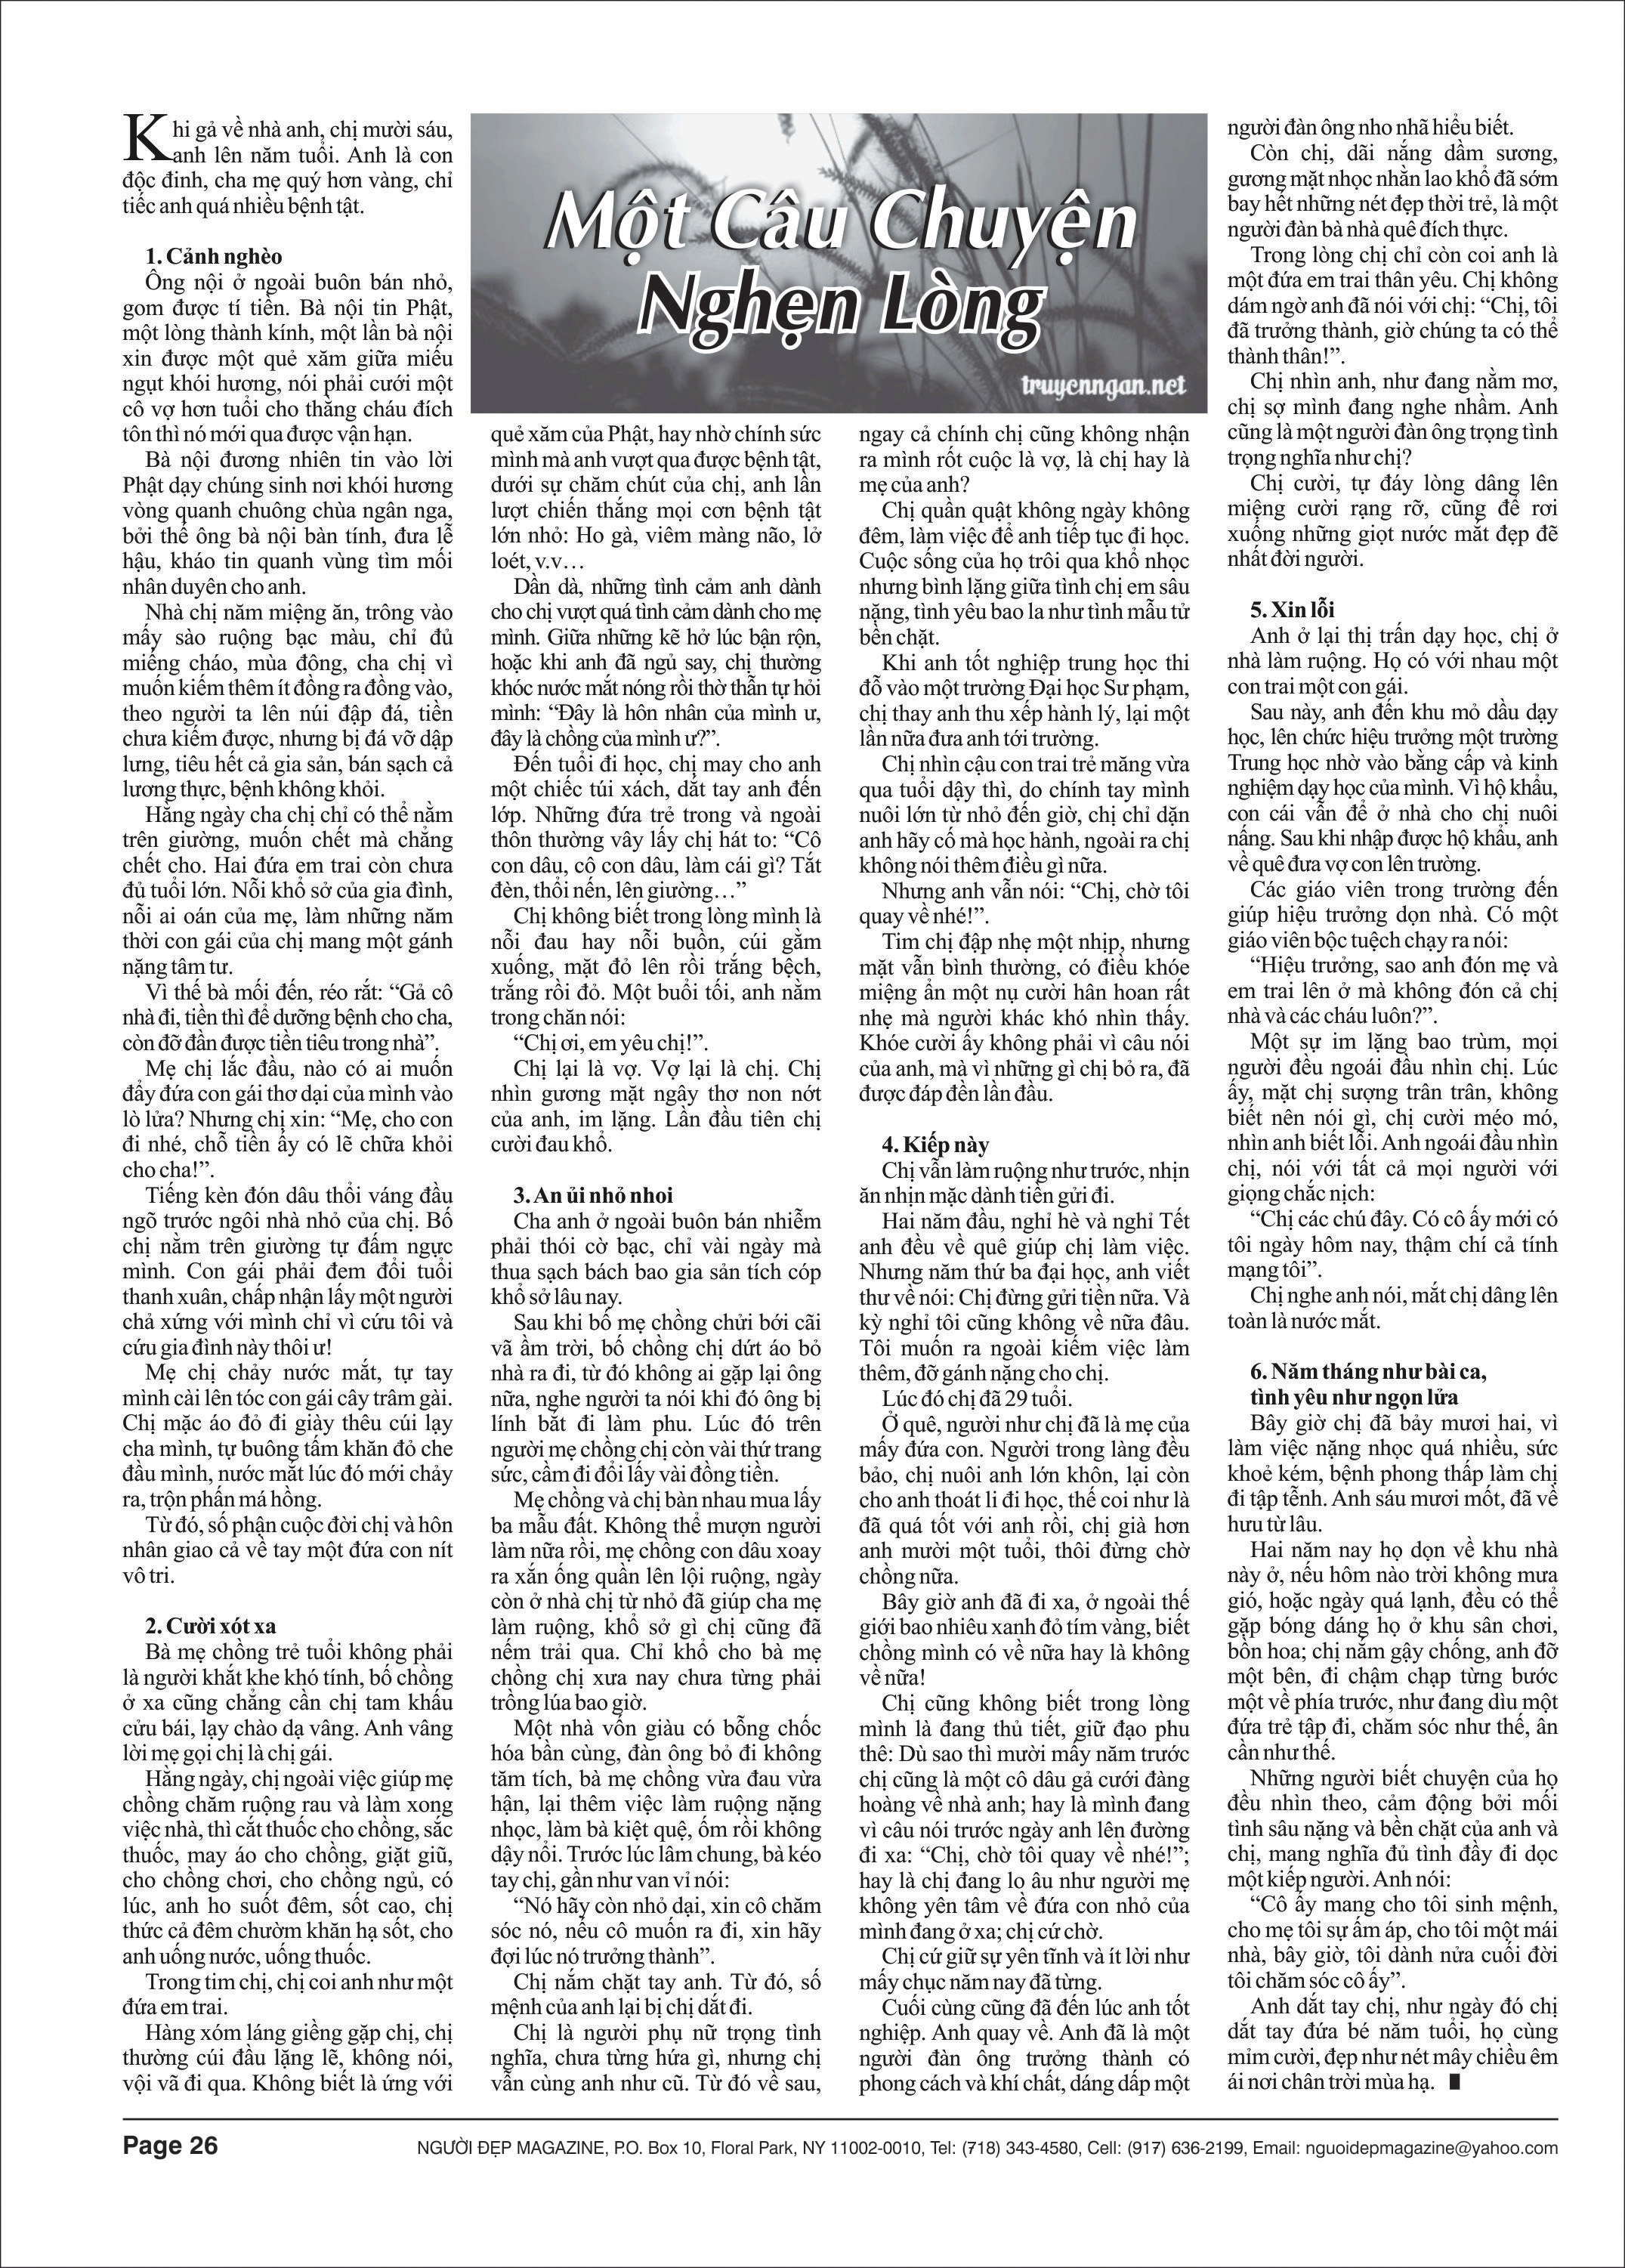 Một Câu Chuyện
Nghẹn Lòng
truyenngan.net
Khi gả về nhà anh, chị mười sáu,
anh lên năm tuổi. Anh là con
độc đinh, cha mẹ quý hơn vàng, chỉ
tiếc anh quá nhiều bệnh tật.
1. Cảnh nghèo
Ông nội ở ngoài buôn bán nhỏ,
gom được tí tiền. Bà nội tin Phật,
một lòng thành kính, một lần bà nội
xin được một quẻ xăm giữa miếu
ngụt khói hương, nói phải cưới một
cô vợ hơn tuổi cho thằng cháu đích
tôn thì nó mới qua được vận hạn.
Bà nội đương nhiên tin vào lời
Phật dạy chúng sinh nơi khói hương
vòng quanh chuông chùa ngân nga,
bởi thế ông bà nội bàn tính, đưa lễ
hậu, kháo tin quanh vùng tìm mối
nhân duyên cho anh.
Nhà chị năm miệng ăn, trông vào
mấy sào ruộng bạc màu, chỉ đủ
miếng cháo, mùa đông, cha chị vì
muốn kiếm thêm ít đồng ra đồng vào,
theo người ta lên núi đập đá, tiền
chưa kiếm được, nhưng bị đá vỡ dập
lưng, tiêu hết cả gia sản, bán sạch cả
lương thực, bệnh không khỏi.
Hằng ngày cha chị chỉ có thể nằm
trên giường, muốn chết mà chẳng
chết cho. Hai đứa em trai còn chưa
đủ tuổi lớn. Nỗi khổ sở của gia đình,
nỗi ai oán của mẹ, làm những năm
thời con gái của chị mang một gánh
nặng tâm tư.
Vì thế bà mối đến, réo rắt: “Gả cô
nhà đi, tiền thì để dưỡng bệnh cho cha,
còn đỡ đần được tiền tiêu trong nhà”.
Mẹ chị lắc đầu, nào có ai muốn
đẩy đứa con gái thơ dại của mình vào
lò lửa? Nhưng chị xin: “Mẹ, cho con
đi nhé, chỗ tiền ấy có lẽ chữa khỏi
cho cha!”.
Tiếng kèn đón dâu thổi váng đầu
ngõ trước ngôi nhà nhỏ của chị. Bố
chị nằm trên giường tự đấm ngực
mình. Con gái phải đem đổi tuổi
thanh xuân, chấp nhận lấy một người
chả xứng với mình chỉ vì cứu tôi và
cứu gia đình này thôi ư!
Mẹ chị chảy nước mắt, tự tay
mình cài lên tóc con gái cây trâm gài.
Chị mặc áo đỏ đi giày thêu cúi lạy
cha mình, tự buông tấm khăn đỏ che
đầu mình, nước mắt lúc đó mới chảy
ra, trộn phấn má hồng.
Từ đó, số phận cuộc đời chị và hôn
nhân giao cả về tay một đứa con nít
vô tri.
2. Cười xót xa
Bà mẹ chồng trẻ tuổi không phải
là người khắt khe khó tính, bố chồng
ở xa cũng chẳng cần chị tam khấu
cửu bái, lạy chào dạ vâng. Anh vâng
lời mẹ gọi chị là chị gái.
Hằng ngày, chị ngoài việc giúp mẹ
chồng chăm ruộng rau và làm xong
việc nhà, thì cắt thuốc cho chồng, sắc
thuốc, may áo cho chồng, giặt giũ,
cho chồng chơi, cho chồng ngủ, có
lúc, anh ho suốt đêm, sốt cao, chị
thức cả đêm chườm khăn hạ sốt, cho
anh uống nước, uống thuốc.
Trong tim chị, chị coi anh như một
đứa em trai.
Hàng xóm láng giềng gặp chị, chị
thường cúi đầu lặng lẽ, không nói,
vội vã đi qua. Không biết là ứng với
quẻ xăm của Phật, hay nhờ chính sức
mình mà anh vượt qua được bệnh tật,
dưới sự chăm chút của chị, anh lần
lượt chiến thắng mọi cơn bệnh tật
lớn nhỏ: Ho gà, viêm màng não, lở
loét, v.v…
Dần dà, những tình cảm anh dành
cho chị vượt quá tình cảm dành cho mẹ
mình. Giữa những kẽ hở lúc bận rộn,
hoặc khi anh đã ngủ say, chị thường
khóc nước mắt nóng rồi thờ thẫn tự hỏi
mình: “Đây là hôn nhân của mình ư,
đây là chồng của mình ư?”.
Đến tuổi đi học, chị may cho anh
một chiếc túi xách, dắt tay anh đến
lớp. Những đứa trẻ trong và ngoài
thôn thường vây lấy chị hát to: “Cô
con dâu, cô con dâu, làm cái gì? Tắt
đèn, thổi nến, lên giường…”
Chị không biết trong lòng mình là
nỗi đau hay nỗi buồn, cúi gằm
xuống, mặt đỏ lên rồi trắng bệch,
trắng rồi đỏ. Một buổi tối, anh nằm
trong chăn nói:
“Chị ơi, em yêu chị!”.
Chị lại là vợ. Vợ lại là chị. Chị
nhìn gương mặt ngây thơ non nớt
của anh, im lặng. Lần đầu tiên chị
cười đau khổ.
3. An ủi nhỏ nhoi
Cha anh ở ngoài buôn bán nhiễm
phải thói cờ bạc, chỉ vài ngày mà
thua sạch bách bao gia sản tích cóp
khổ sở lâu nay.
Sau khi bố mẹ chồng chửi bới cãi
vã ầm trời, bố chồng chị dứt áo bỏ
nhà ra đi, từ đó không ai gặp lại ông
nữa, nghe người ta nói khi đó ông bị
lính bắt đi làm phu. Lúc đó trên
người mẹ chồng chị còn vài thứ trang
sức, cầm đi đổi lấy vài đồng tiền.
Mẹ chồng và chị bàn nhau mua lấy
ba mẫu đất. Không thể mượn người
làm nữa rồi, mẹ chồng con dâu xoay
ra xắn ống quần lên lội ruộng, ngày
còn ở nhà chị từ nhỏ đã giúp cha mẹ
làm ruộng, khổ sở gì chị cũng đã
nếm trải qua. Chỉ khổ cho bà mẹ
chồng chị xưa nay chưa từng phải
trồng lúa bao giờ.
Một nhà vốn giàu có bỗng chốc
hóa bần cùng, đàn ông bỏ đi không
tăm tích, bà mẹ chồng vừa đau vừa
hận, lại thêm việc làm ruộng nặng
nhọc, làm bà kiệt quệ, ốm rồi không
dậy nổi. Trước lúc lâm chung, bà kéo
tay chị, gần như van vỉ nói:
“Nó hãy còn nhỏ dại, xin cô chăm
sóc nó, nếu cô muốn ra đi, xin hãy
đợi lúc nó trưởng thành”.
Chị nắm chặt tay anh. Từ đó, số
mệnh của anh lại bị chị dắt đi.
Chị là người phụ nữ trọng tình
nghĩa, chưa từng hứa gì, nhưng chị
vẫn cùng anh như cũ. Từ đó về sau,
ngay cả chính chị cũng không nhận
ra mình rốt cuộc là vợ, là chị hay là
mẹ của anh?
Chị quần quật không ngày không
đêm, làm việc để anh tiếp tục đi học.
Cuộc sống của họ trôi qua khổ nhọc
nhưng bình lặng giữa tình chị em sâu
nặng, tình yêu bao la như tình mẫu tử
bền chặt.
Khi anh tốt nghiệp trung học thi
đỗ vào một trường Đại học Sư phạm,
chị thay anh thu xếp hành lý, lại một
lần nữa đưa anh tới trường.
Chị nhìn cậu con trai trẻ măng vừa
qua tuổi dậy thì, do chính tay mình
nuôi lớn từ nhỏ đến giờ, chị chỉ dặn
anh hãy cố mà học hành, ngoài ra chị
không nói thêm điều gì nữa.
Nhưng anh vẫn nói: “Chị, chờ tôi
quay về nhé!”.
Tim chị đập nhẹ một nhịp, nhưng
mặt vẫn bình thường, có điều khóe
miệng ẩn một nụ cười hân hoan rất
nhẹ mà người khác khó nhìn thấy.
Khóe cười ấy không phải vì câu nói
của anh, mà vì những gì chị bỏ ra, đã
được đáp đền lần đầu.
4. Kiếp này
Chị vẫn làm ruộng như trước, nhịn
ăn nhịn mặc dành tiền gửi đi.
Hai năm đầu, nghỉ hè và nghỉ Tết
anh đều về quê giúp chị làm việc.
Nhưng năm thứ ba đại học, anh viết
thư về nói: Chị đừng gửi tiền nữa. Và
kỳ nghỉ tôi cũng không về nữa đâu.
Tôi muốn ra ngoài kiếm việc làm
thêm, đỡ gánh nặng cho chị.
Lúc đó chị đã 29 tuổi.
Ở quê, người như chị đã là mẹ của
mấy đứa con. Người trong làng đều
bảo, chị nuôi anh lớn khôn, lại còn
cho anh thoát li đi học, thế coi như là
đã quá tốt với anh rồi, chị già hơn
anh mười một tuổi, thôi đừng chờ
chồng nữa.
Bây giờ anh đã đi xa, ở ngoài thế
giới bao nhiêu xanh đỏ tím vàng, biết
chồng mình có về nữa hay là không
về nữa!
Chị cũng không biết trong lòng
mình là đang thủ tiết, giữ đạo phu
thê: Dù sao thì mười mấy năm trước
chị cũng là một cô dâu gả cưới đàng
hoàng về nhà anh; hay là mình đang
vì câu nói trước ngày anh lên đường
đi xa: “Chị, chờ tôi quay về nhé!”;
hay là chị đang lo âu như người mẹ
không yên tâm về đứa con nhỏ của
mình đang ở xa; chị cứ chờ.
Chị cứ giữ sự yên tĩnh và ít lời như
mấy chục năm nay đã từng.
Cuối cùng cũng đã đến lúc anh tốt
nghiệp. Anh quay về. Anh đã là một
người đàn ông trưởng thành có
phong cách và khí chất, dáng dấp một
người đàn ông nho nhã hiểu biết.
Còn chị, dãi nắng dầm sương,
gương mặt nhọc nhằn lao khổ đã sớm
bay hết những nét đẹp thời trẻ, là một
người đàn bà nhà quê đích thực.
Trong lòng chị chỉ còn coi anh là
một đứa em trai thân yêu. Chị không
dám ngờ anh đã nói với chị: “Chị, tôi
đã trưởng thành, giờ chúng ta có thể
thành thân!”.
Chị nhìn anh, như đang nằm mơ,
chị sợ mình đang nghe nhầm. Anh
cũng là một người đàn ông trọng tình
trọng nghĩa như chị?
Chị cười, tự đáy lòng dâng lên
miệng cười rạng rỡ, cũng để rơi
xuống những giọt nước mắt đẹp đẽ
nhất đời người.
5. Xin lỗi
Anh ở lại thị trấn dạy học, chị ở
nhà làm ruộng. Họ có với nhau một
con trai một con gái.
Sau này, anh đến khu mỏ dầu dạy
học, lên chức hiệu trưởng một trường
Trung học nhờ vào bằng cấp và kinh
nghiệm dạy học của mình. Vì hộ khẩu,
con cái vẫn để ở nhà cho chị nuôi
nấng. Sau khi nhập được hộ khẩu, anh
về quê đưa vợ con lên trường.
Các giáo viên trong trường đến
giúp hiệu trưởng dọn nhà. Có một
giáo viên bộc tuệch chạy ra nói:
“Hiệu trưởng, sao anh đón mẹ và
em trai lên ở mà không đón cả chị
nhà và các cháu luôn?”.
Một sự im lặng bao trùm, mọi
người đều ngoái đầu nhìn chị. Lúc
ấy, mặt chị sượng trân trân, không
biết nên nói gì, chị cười méo mó,
nhìn anh biết lỗi. Anh ngoái đầu nhìn
chị, nói với tất cả mọi người với
giọng chắc nịch:
“Chị các chú đây. Có cô ấy mới có
tôi ngày hôm nay, thậm chí cả tính
mạng tôi”.
Chị nghe anh nói, mắt chị dâng lên
toàn là nước mắt.
6. Năm tháng như bài ca,
tình yêu như ngọn lửa
Bây giờ chị đã bảy mươi hai, vì
làm việc nặng nhọc quá nhiều, sức
khoẻ kém, bệnh phong thấp làm chị
đi tập tễnh. Anh sáu mươi mốt, đã về
hưu từ lâu.
Hai năm nay họ dọn về khu nhà
này ở, nếu hôm nào trời không mưa
gió, hoặc ngày quá lạnh, đều có thể
gặp bóng dáng họ ở khu sân chơi,
bồn hoa; chị nắm gậy chống, anh đỡ
một bên, đi chậm chạp từng bước
một về phía trước, như đang dìu một
đứa trẻ tập đi, chăm sóc như thế, ân
cần như thế.
Những người biết chuyện của họ
đều nhìn theo, cảm động bởi mối
tình sâu nặng và bền chặt của anh và
chị, mang nghĩa đủ tình đầy đi dọc
một kiếp người. Anh nói:
“Cô ấy mang cho tôi sinh mệnh,
cho mẹ tôi sự ấm áp, cho tôi một mái
nhà, bây giờ, tôi dành nửa cuối đời
tôi chăm sóc cô ấy”.
Anh dắt tay chị, như ngày đó chị
dắt tay đứa bé năm tuổi, họ cùng
mỉm cười, đẹp như nét mây chiều êm
ái nơi chân trời mùa hạ.
Page 26
NGƯỜI ĐẸP MAGAZINE, P.O. Box 10, Floral Park, NY 11002-0010, Tel: (718) 343-4580, Cell: (917) 636-2199, Email: nguoidepmagazine@yahoo.com